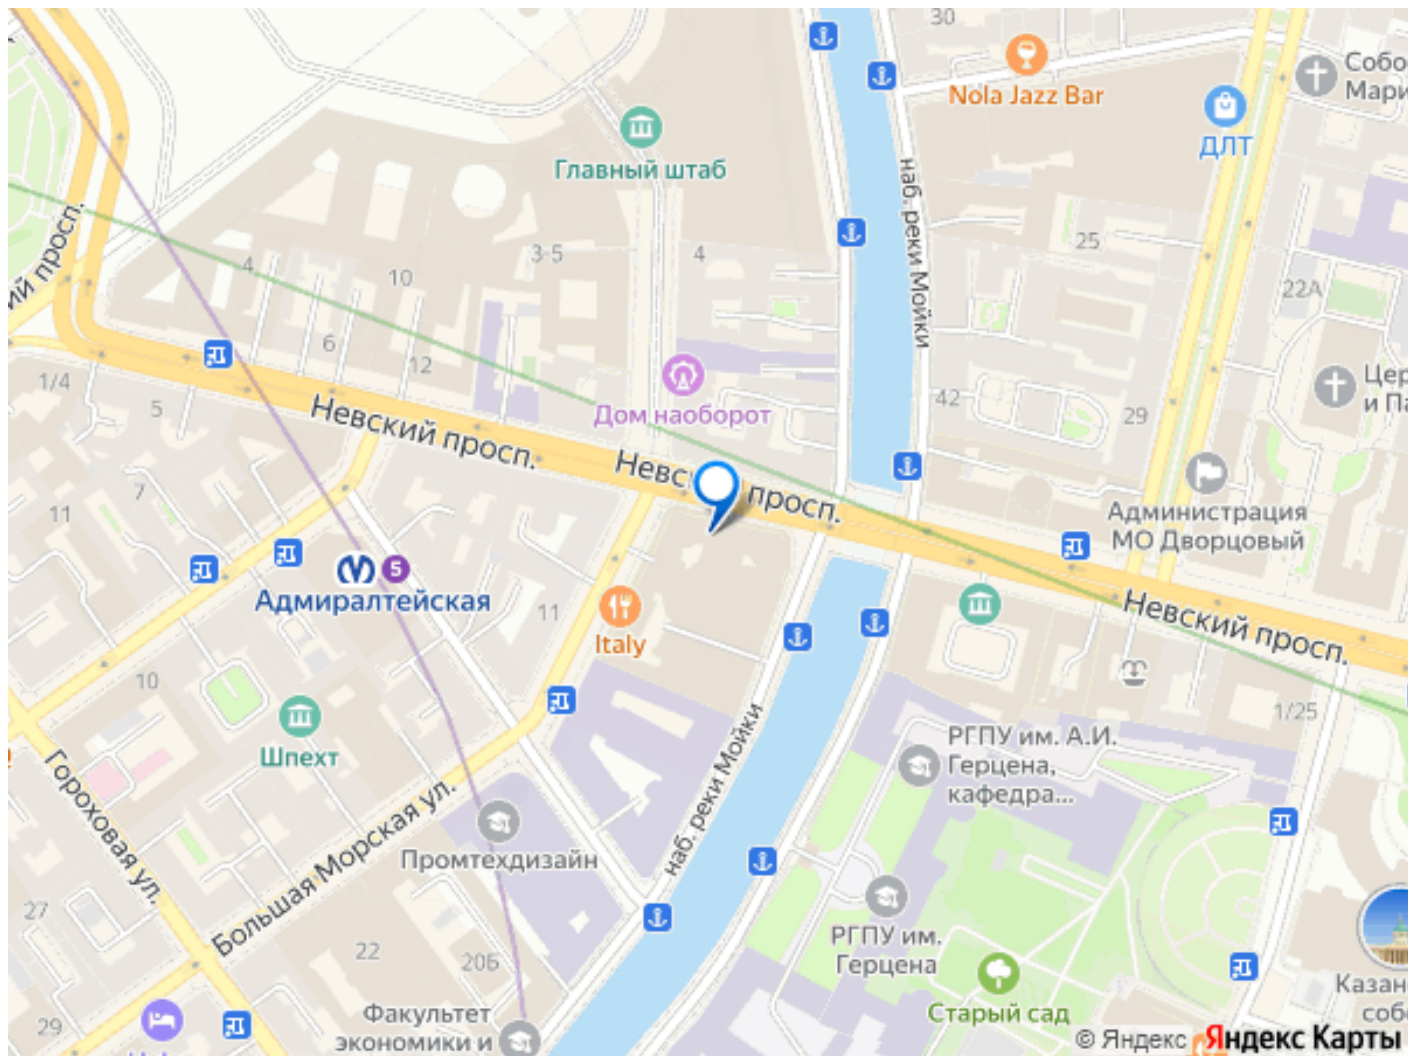 30
Nola Jazz Bar
Собо
Мари
ДЛТ
Главный штаб
наб. реки Мойки
ий просп.
4
10
3-5
4
25
22А
6
12
1/4
5
Дом наоборот
42
29
Цер
и Па
Невский просп.
Невс
просп.
7
11
Администрация
МО Дворцовый
5
Адмиралтейская
11
Italy
Невский просп.
10
Шпехт
1/25
Гороховая ул.
Большая Морская ул.
наб. реки Мойки
РГПУ им. А.И.
Герцена,
кафедра...
Промтехдизайн
27
22
20Б
РГПУ им.
Герцена
Старый сад
Казан
собо
29
Факультет
экономики и
© Яндекс
Яндекс Карты